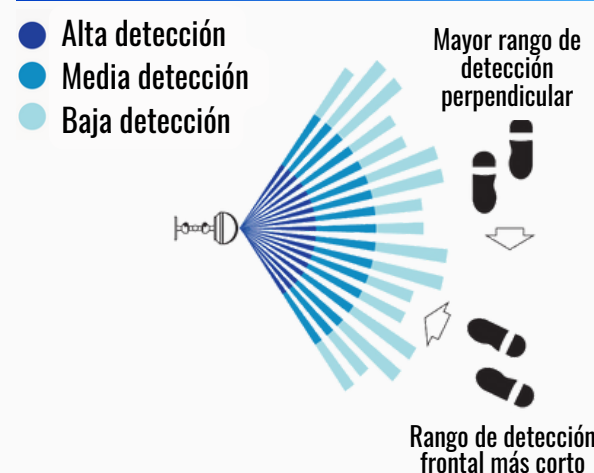 Alta detección
Media detección
Baja detección
Mayor rango de
detección
perpendicular
Rango de detección
frontal más corto